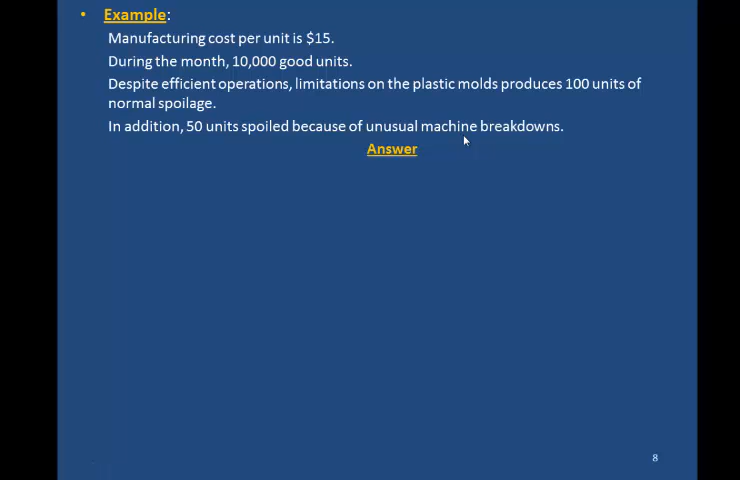 • Example:
Manufacturing cost per unit is $15.
During the month, 10,000 good units.
Despite efficient operations, limitations on the plastic molds produces 100 units of
normal spoilage.
In addition, 50 units spoiled because of unusual machine breakdowns.
Answer
8